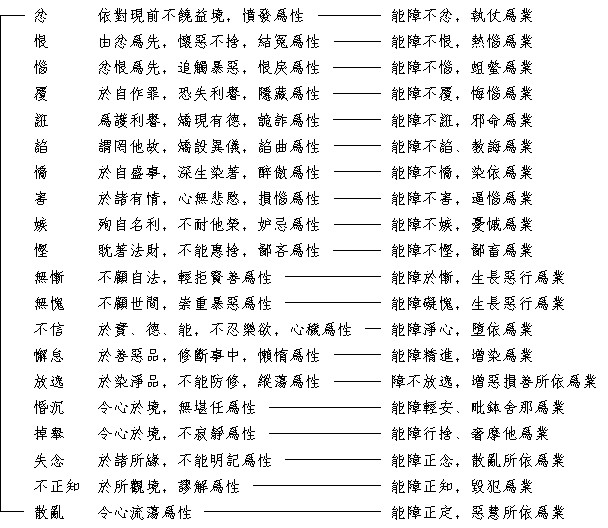 忿 依對現前不饒益境，憤發爲性 能障不忿，執仗爲業
恨 由忿爲先，懷惡不捨，結冤爲性 能障不恨，熱惱爲業
惱 忿恨爲先，追觸暴惡，佷戾爲性 能障不惱，蛆螫爲業
覆 於自作罪，恐失利譽，隱藏爲性 能障不覆，悔惱爲業
誑 爲護利譽，矯現有德，詭詐爲性 能障不誑，邪命爲業
諂 謂罔他故，矯設異儀，諂曲爲性 能障不諂、教誨爲業
憍 於自盛事，深生染著，醉傲爲性 能障不憍，染依爲業
害 於諸有情，心無悲愍，損惱爲性 能障不害，逼惱爲業
嫉 殉自名利，不耐他榮，妒忌爲性 能障不嫉，憂慼爲業
慳 耽著法財，不能惠捨，鄙吝爲性 能障不慳，鄙畜爲業
無慚 不顧自法，輕拒賢善爲性 能障於慚，生長惡行爲業
無愧 不顧世間，崇重暴惡爲性 能障礙愧，生長惡行爲業
不信 於實、德、能，不忍樂欲，心穢爲性 能障淨心，墮依爲業
懈怠 於善惡品，修斷事中，懶惰爲性 能障精進，增染爲業
放逸 於染淨品，不能防修，縱蕩爲性 障不放逸，增惡損善所依爲業
惛沉 令心於境，無堪任爲性 能障輕安、毗鉢舍那爲業
掉舉 令心於境，不寂靜爲性 能障行捨、奢摩他爲業
失念 於諸所緣，不能明記爲性 能障正念，散亂所依爲業
不正知 於所觀境，謬解爲性 能障正知，毀犯爲業
散亂 令心流蕩爲性 能障正定，惡慧所依爲業